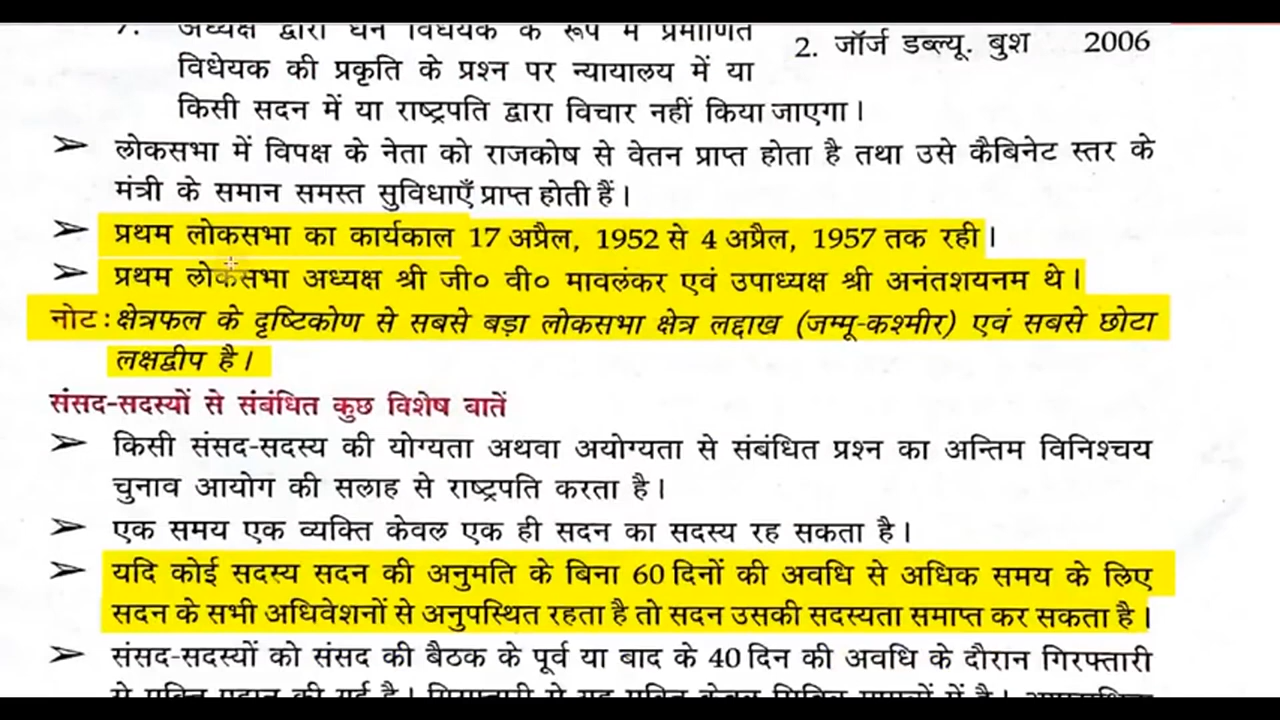 7. अध्यक्ष द्वारा धन विधेयक के रूप में प्रमाणित
2. जॉर्ज डब्ल्यू. बुश 2006
विधेयक की प्रकृति के प्रश्न पर न्यायालय में या
किसी सदन में या राष्ट्रपति द्वारा विचार नहीं किया जाएगा।
➢ लोकसभा में विपक्ष के नेता को राजकोष से वेतन प्राप्त होता है तथा उसे कैबिनेट स्तर के
मंत्री के समान समस्त सुविधाएँ प्राप्त होती हैं।
➢ प्रथम लोकसभा का कार्यकाल 17 अप्रैल, 1952 से 4 अप्रैल, 1957 तक रही।
➢ प्रथम लोकसभा अध्यक्ष श्री जी० वी० मावलंकर एवं उपाध्यक्ष श्री अनंतशयनम थे।
नोट : क्षेत्रफल के दृष्टिकोण से सबसे बड़ा लोकसभा क्षेत्र लद्दाख (जम्मू-कश्मीर) एवं सबसे छोटा
लक्षद्वीप है।
संसद-सदस्यों से संबंधित कुछ विशेष बातें
➢ किसी संसद-सदस्य की योग्यता अथवा अयोग्यता से संबंधित प्रश्न का अन्तिम विनिश्चय
चुनाव आयोग की सलाह से राष्ट्रपति करता है।
➢ एक समय एक व्यक्ति केवल एक ही सदन का सदस्य रह सकता है।
➢ यदि कोई सदस्य सदन की अनुमति के बिना 60 दिनों की अवधि से अधिक समय के लिए
सदन के सभी अधिवेशनों से अनुपस्थित रहता है तो सदन उसकी सदस्यता समाप्त कर सकता है।
➢ संसद-सदस्यों को संसद की बैठक के पूर्व या बाद के 40 दिन की अवधि के दौरान गिरफ्तारी